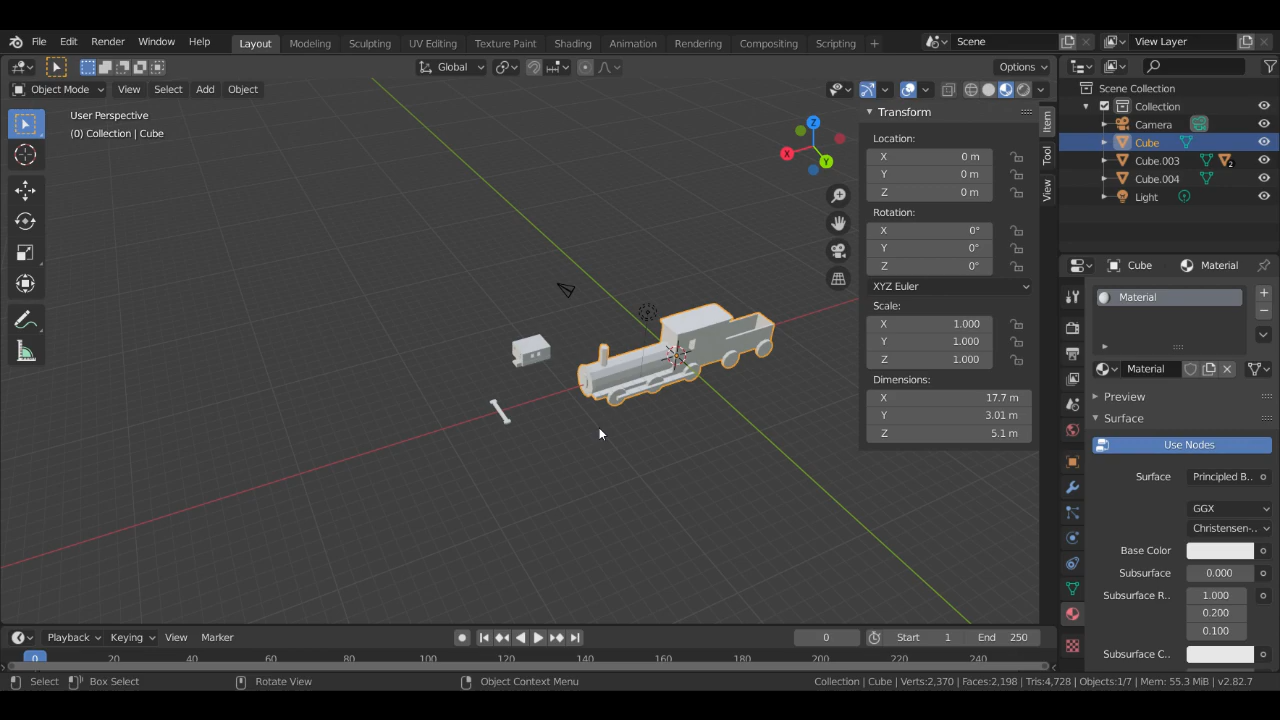 File Edit Render Window Help Layout Modeling Sculpting UV Editing Texture Paint Shading Animation Rendering Compositing Scripting + Scene View Layer
Global Options
Object Mode View Select Add Object
User Perspective
(0) Collection | Cube
Z
X
Y
Transform
Location:
X 0 m
Y 0 m
Z 0 m
Rotation:
X 0°
Y 0°
Z 0°
XYZ Euler
Scale:
X 1.000
Y 1.000
Z 1.000
Dimensions:
X 17.7 m
Y 3.01 m
Z 5.1 m
Item
Tool
View
Scene Collection
Collection
Camera
Cube
Cube.003 2
Cube.004
Light
Cube Material
Material
Material
Preview
Surface
Use Nodes
Surface Principled B..
GGX
Christensen-..
Base Color
Subsurface 0.000
Subsurface R.. 1.000
0.200
0.100
Subsurface C..
Playback Keying View Marker 0 Start 1 End 250
0 20 40 60 80 100 120 140 160 180 200 220 240
Select Box Select Rotate View Object Context Menu Collection | Cube | Verts:2,370 | Faces:2,198 | Tris:4,728 | Objects:1/7 | Mem: 55.3 MiB | v2.82.7